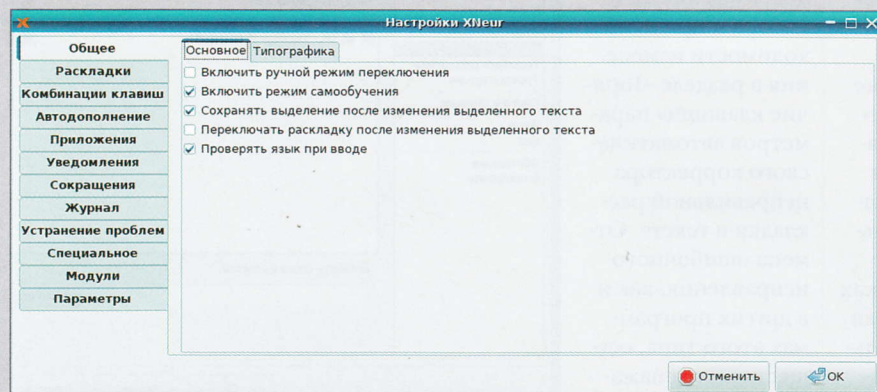 Настройки XNeur
Общее
Раскладки
Комбинации клавиш
Автодополнение
Приложения
Уведомления
Сокращения
Журнал
Устранение проблем
Специальное
Модули
Параметры
Основное Типографика
Включить ручной режим переключения
Включить режим самообучения
Сохранять выделение после изменения выделенного текста
Переключать раскладку после изменения выделенного текста
Проверять язык при вводе
Отменить OK